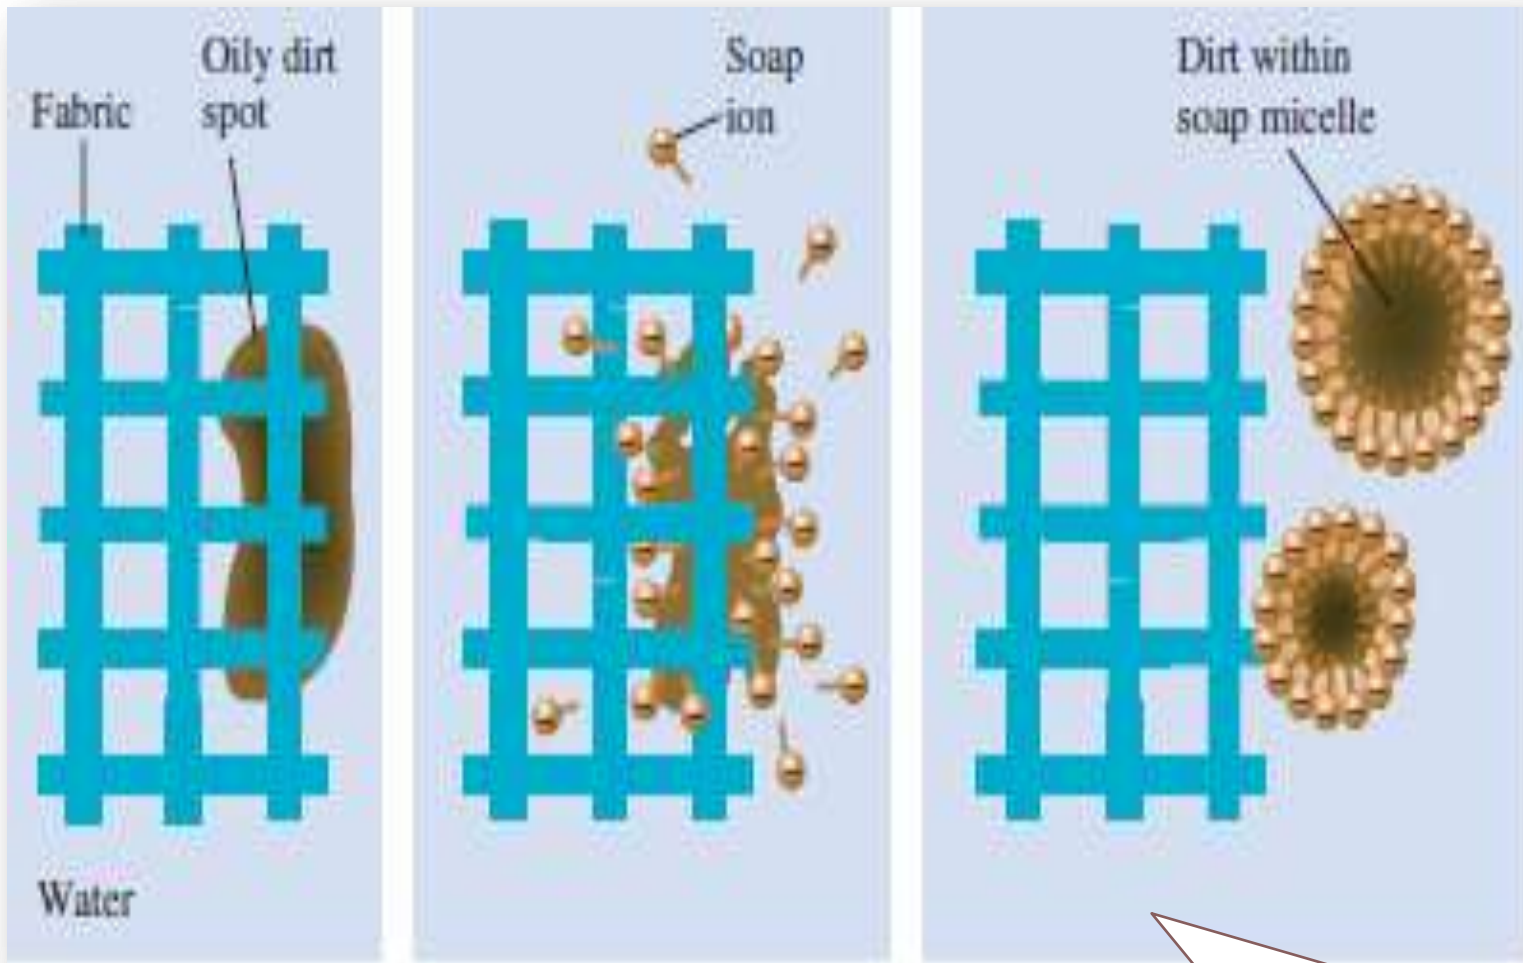 Oily dirt
spot
Fabric
Water
Soap
ion
Dirt within
soap micelle